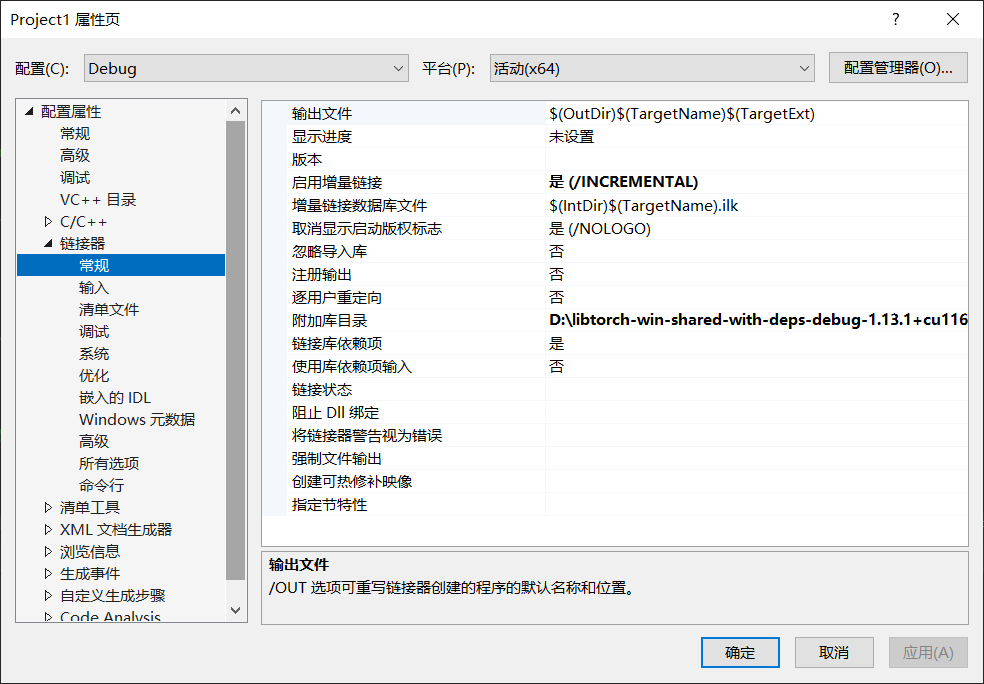 Project1 属性页
?
配置(C):
Debug
平台(P):
活动(x64)
配置管理器(O)...
配置属性
常规
高级
调试
VC++ 目录
C/C++
链接器
常规
输入
清单文件
调试
系统
优化
嵌入的 IDL
Windows 元数据
高级
所有选项
命令行
清单工具
XML 文档生成器
浏览信息
生成事件
自定义生成步骤
Code Analysis
输出文件 $(OutDir)$(TargetName)$(TargetExt)
显示进度 未设置
版本
启用增量链接 是 (/INCREMENTAL)
增量链接数据库文件 $(IntDir)$(TargetName).ilk
取消显示启动版权标志 是 (/NOLOGO)
忽略导入库 否
注册输出 否
逐用户重定向 否
附加库目录 D:\libtorch-win-shared-with-deps-debug-1.13.1+cu116
链接库依赖项 是
使用库依赖项输入 否
链接状态
阻止 Dll 绑定
将链接器警告视为错误
强制文件输出
创建可热修补映像
指定节特性
输出文件
/OUT 选项可重写链接器创建的程序的默认名称和位置。
确定
取消
应用(A)